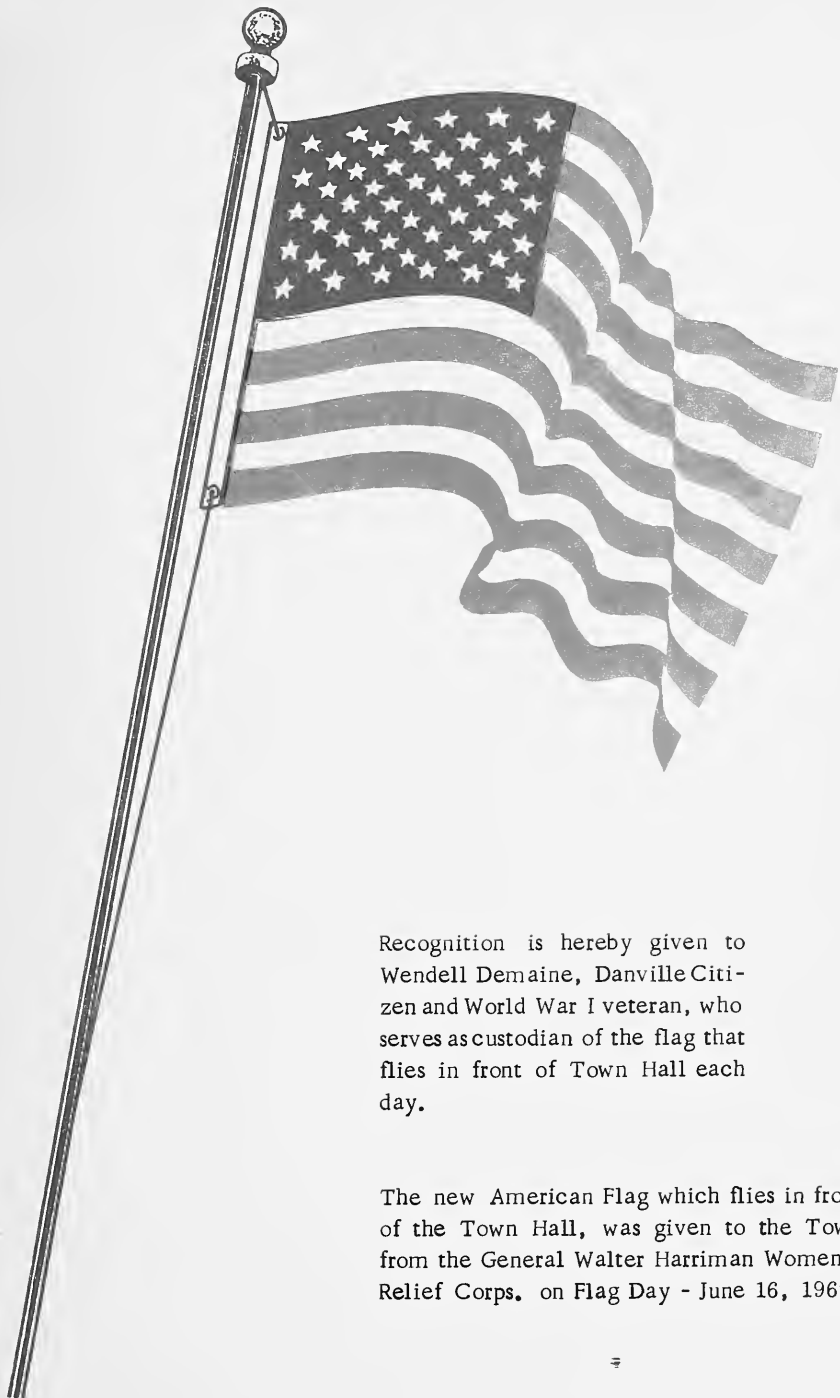 Recognition is hereby given to
Wendell Demaine, Danville Citi-
zen and World War I veteran, who
serves as custodian of the flag that
flies in front of Town Hall each
day.
The new American Flag which flies in fro
of the Town Hall, was given to the Tow
from the General Walter Harriman Women
Relief Corps. on Flag Day - June 16, 196